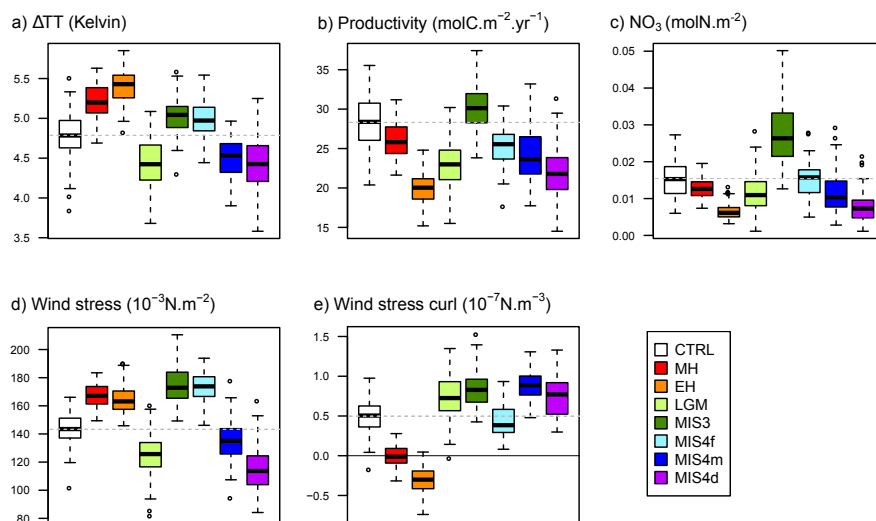 a) ΔTT (Kelvin)
b) Productivity (molC.m⁻².yr⁻¹)
c) NO₃ (molN.m⁻²)
5.5
5.0
4.5
4.0
3.5
35
30
25
20
15
0.05
0.04
0.03
0.02
0.01
0.00
d) Wind stress (10⁻³N.m⁻²)
e) Wind stress curl (10⁻⁷N.m⁻³)
200
180
160
140
120
100
80
1.5
1.0
0.5
0.0
−0.5
CTRL
MH
EH
LGM
MIS3
MIS4f
MIS4m
MIS4d